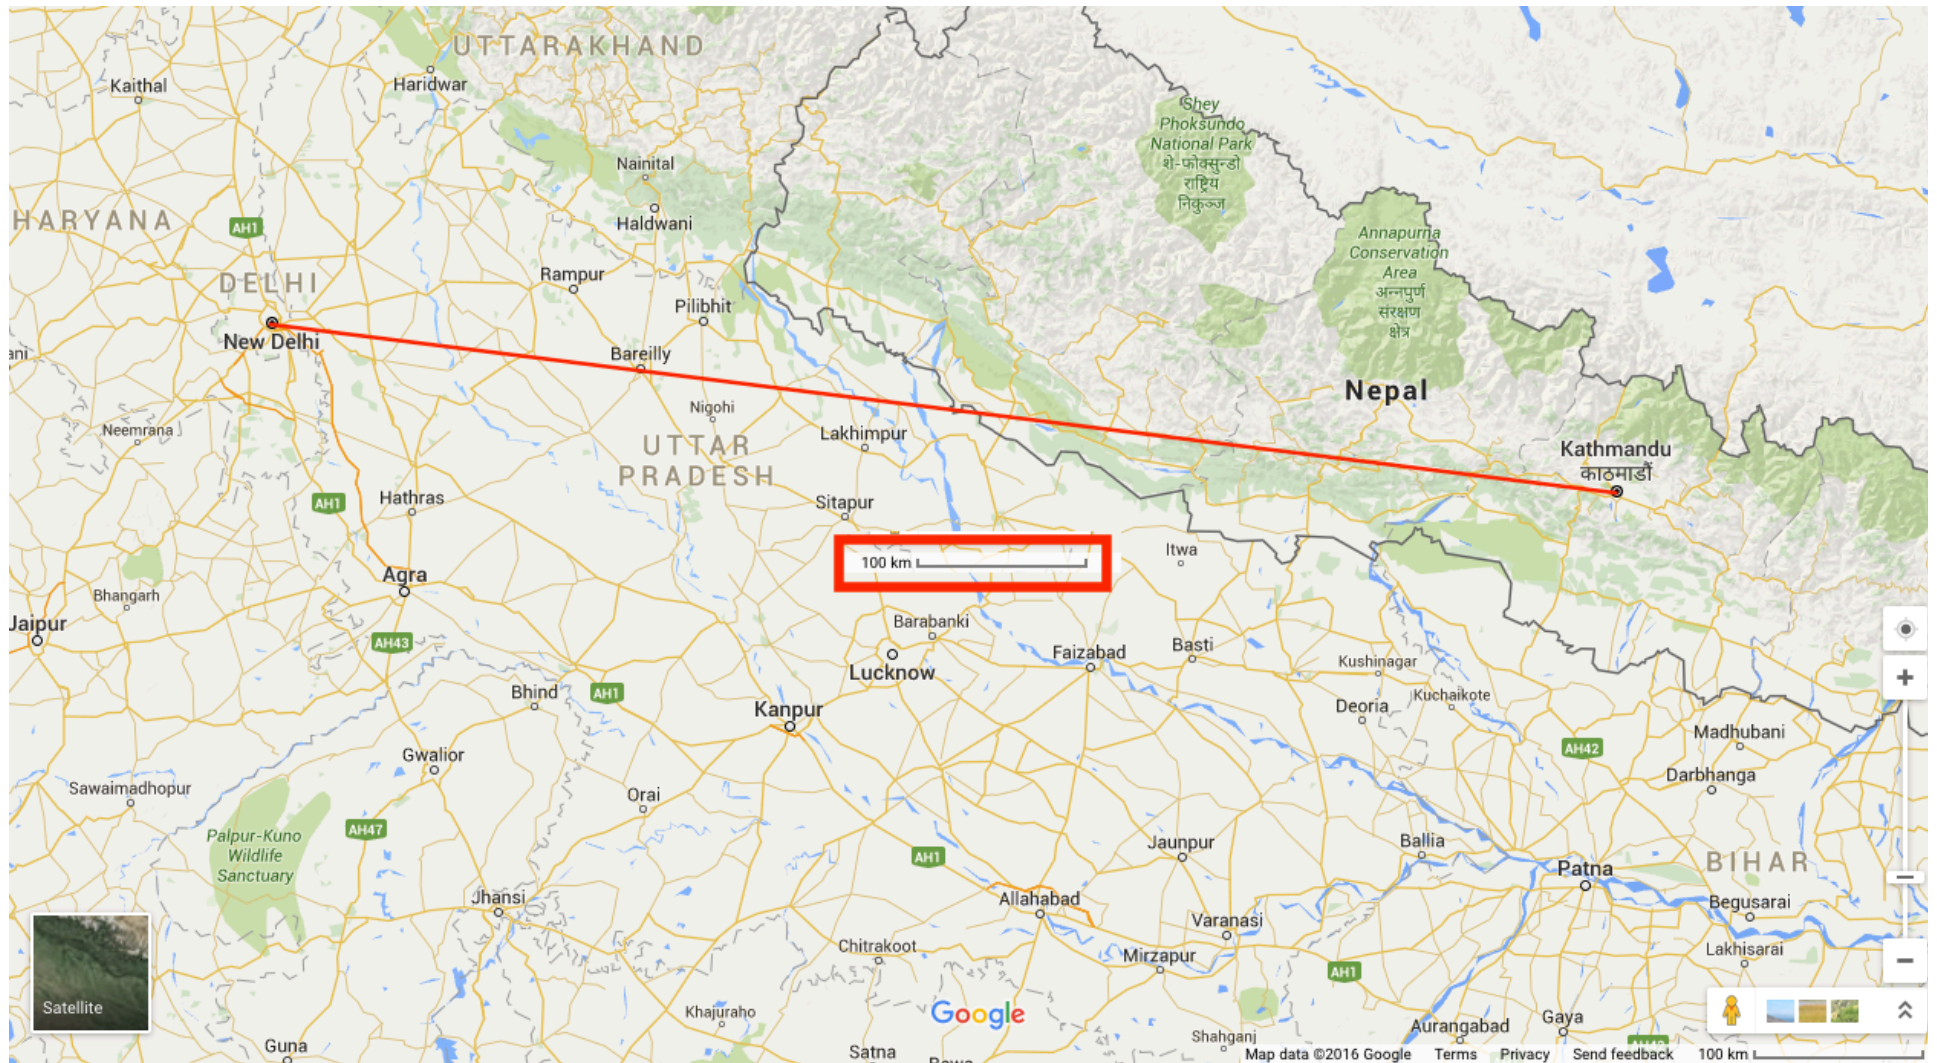 UTTARAKHAND
Kaithal
Haridwar
Shey
Phoksundo
National Park
शे-फोक्सुन्डो
राष्ट्रिय
निकुञ्ज
Nainital
Haldwani
HARYANA
AH1
Annapurna
Conservation
Area
अन्नपुर्ण
संरक्षण
क्षेत्र
DELHI
Rampur
Pilibhit
New Delhi
ani
Bareilly
Nepal
Nigohi
Neemrana
Lakhimpur
UTTAR
PRADESH
Kathmandu
काठमाडौं
Hathras
AH1
Sitapur
Itwa
100 km
Agra
Bhangarh
Jaipur
AH43
Barabanki
Lucknow
Faizabad
Basti
Kushinagar
Bhind
AH1
Kanpur
Deoria
Kuchaikote
Madhubani
AH42
Gwalior
Darbhanga
Sawaimadhopur
Orai
Palpur-Kuno
Wildlife
Sanctuary
AH47
AH1
Jaunpur
Ballia
BIHAR
Patna
Jhansi
Allahabad
Varanasi
Begusarai
Chitrakoot
Mirzapur
Lakhisarai
AH1
Satellite
Khajuraho
Google
Shahganj
Aurangabad
Gaya
Guna
Satna
Map data ©2016 Google Terms Privacy Send feedback 100 km